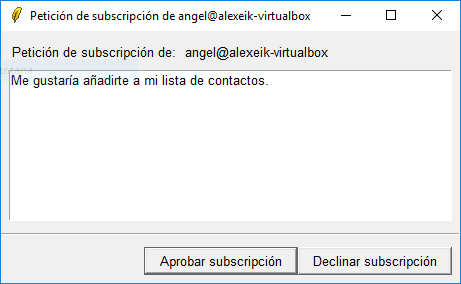 Petición de subscripción de angel@alexeik-virtualbox
Petición de subscripción de: angel@alexeik-virtualbox
Me gustaría añadirte a mi lista de contactos.
Aprobar subscripción Declinar subscripción